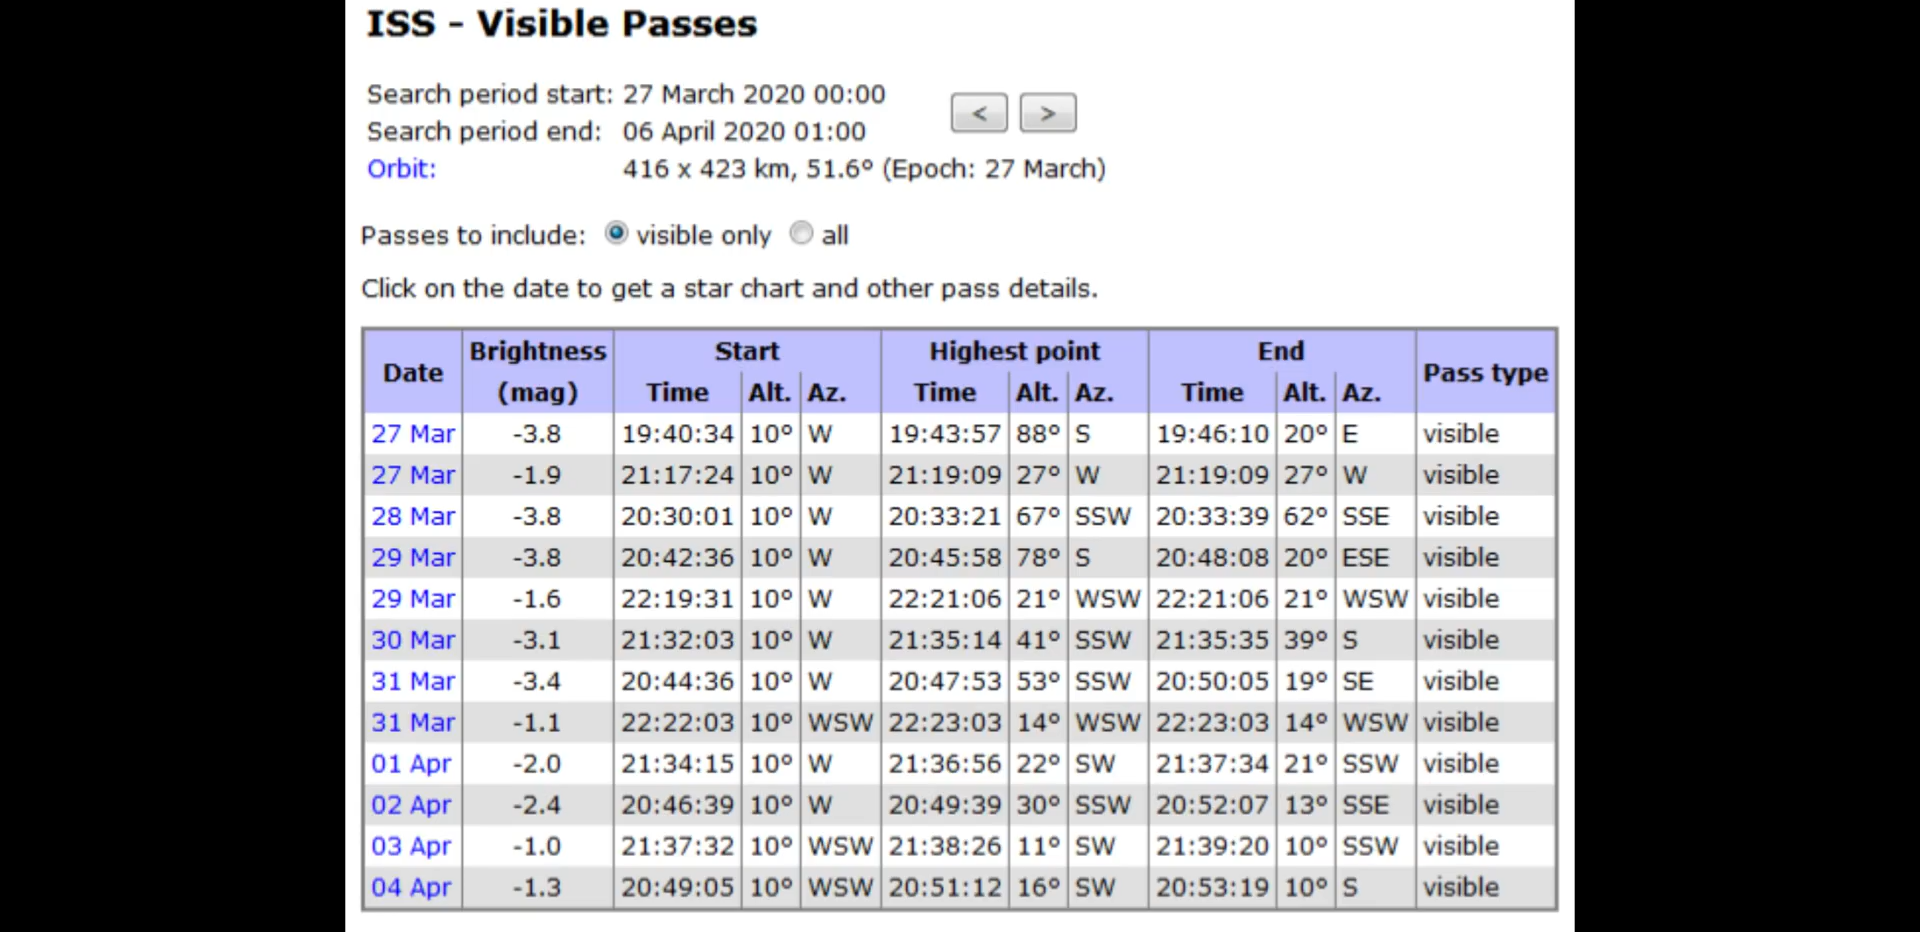 ISS - Visible Passes
Search period start: 27 March 2020 00:00
< >
Search period end: 06 April 2020 01:00
Orbit: 416 x 423 km, 51.6° (Epoch: 27 March)
Passes to include: visible only all
Click on the date to get a star chart and other pass details.
Date Brightness (mag) Start Highest point End Pass type
Time Alt. Az. Time Alt. Az. Time Alt. Az.
27 Mar -3.8 19:40:34 10° W 19:43:57 88° S 19:46:10 20° E visible
27 Mar -1.9 21:17:24 10° W 21:19:09 27° W 21:19:09 27° W visible
28 Mar -3.8 20:30:01 10° W 20:33:21 67° SSW 20:33:39 62° SSE visible
29 Mar -3.8 20:42:36 10° W 20:45:58 78° S 20:48:08 20° ESE visible
29 Mar -1.6 22:19:31 10° W 22:21:06 21° WSW 22:21:06 21° WSW visible
30 Mar -3.1 21:32:03 10° W 21:35:14 41° SSW 21:35:35 39° S visible
31 Mar -3.4 20:44:36 10° W 20:47:53 53° SSW 20:50:05 19° SE visible
31 Mar -1.1 22:22:03 10° WSW 22:23:03 14° WSW 22:23:03 14° WSW visible
01 Apr -2.0 21:34:15 10° W 21:36:56 22° SW 21:37:34 21° SSW visible
02 Apr -2.4 20:46:39 10° W 20:49:39 30° SSW 20:52:07 13° SSE visible
03 Apr -1.0 21:37:32 10° WSW 21:38:26 11° SW 21:39:20 10° SSW visible
04 Apr -1.3 20:49:05 10° WSW 20:51:12 16° SW 20:53:19 10° S visible